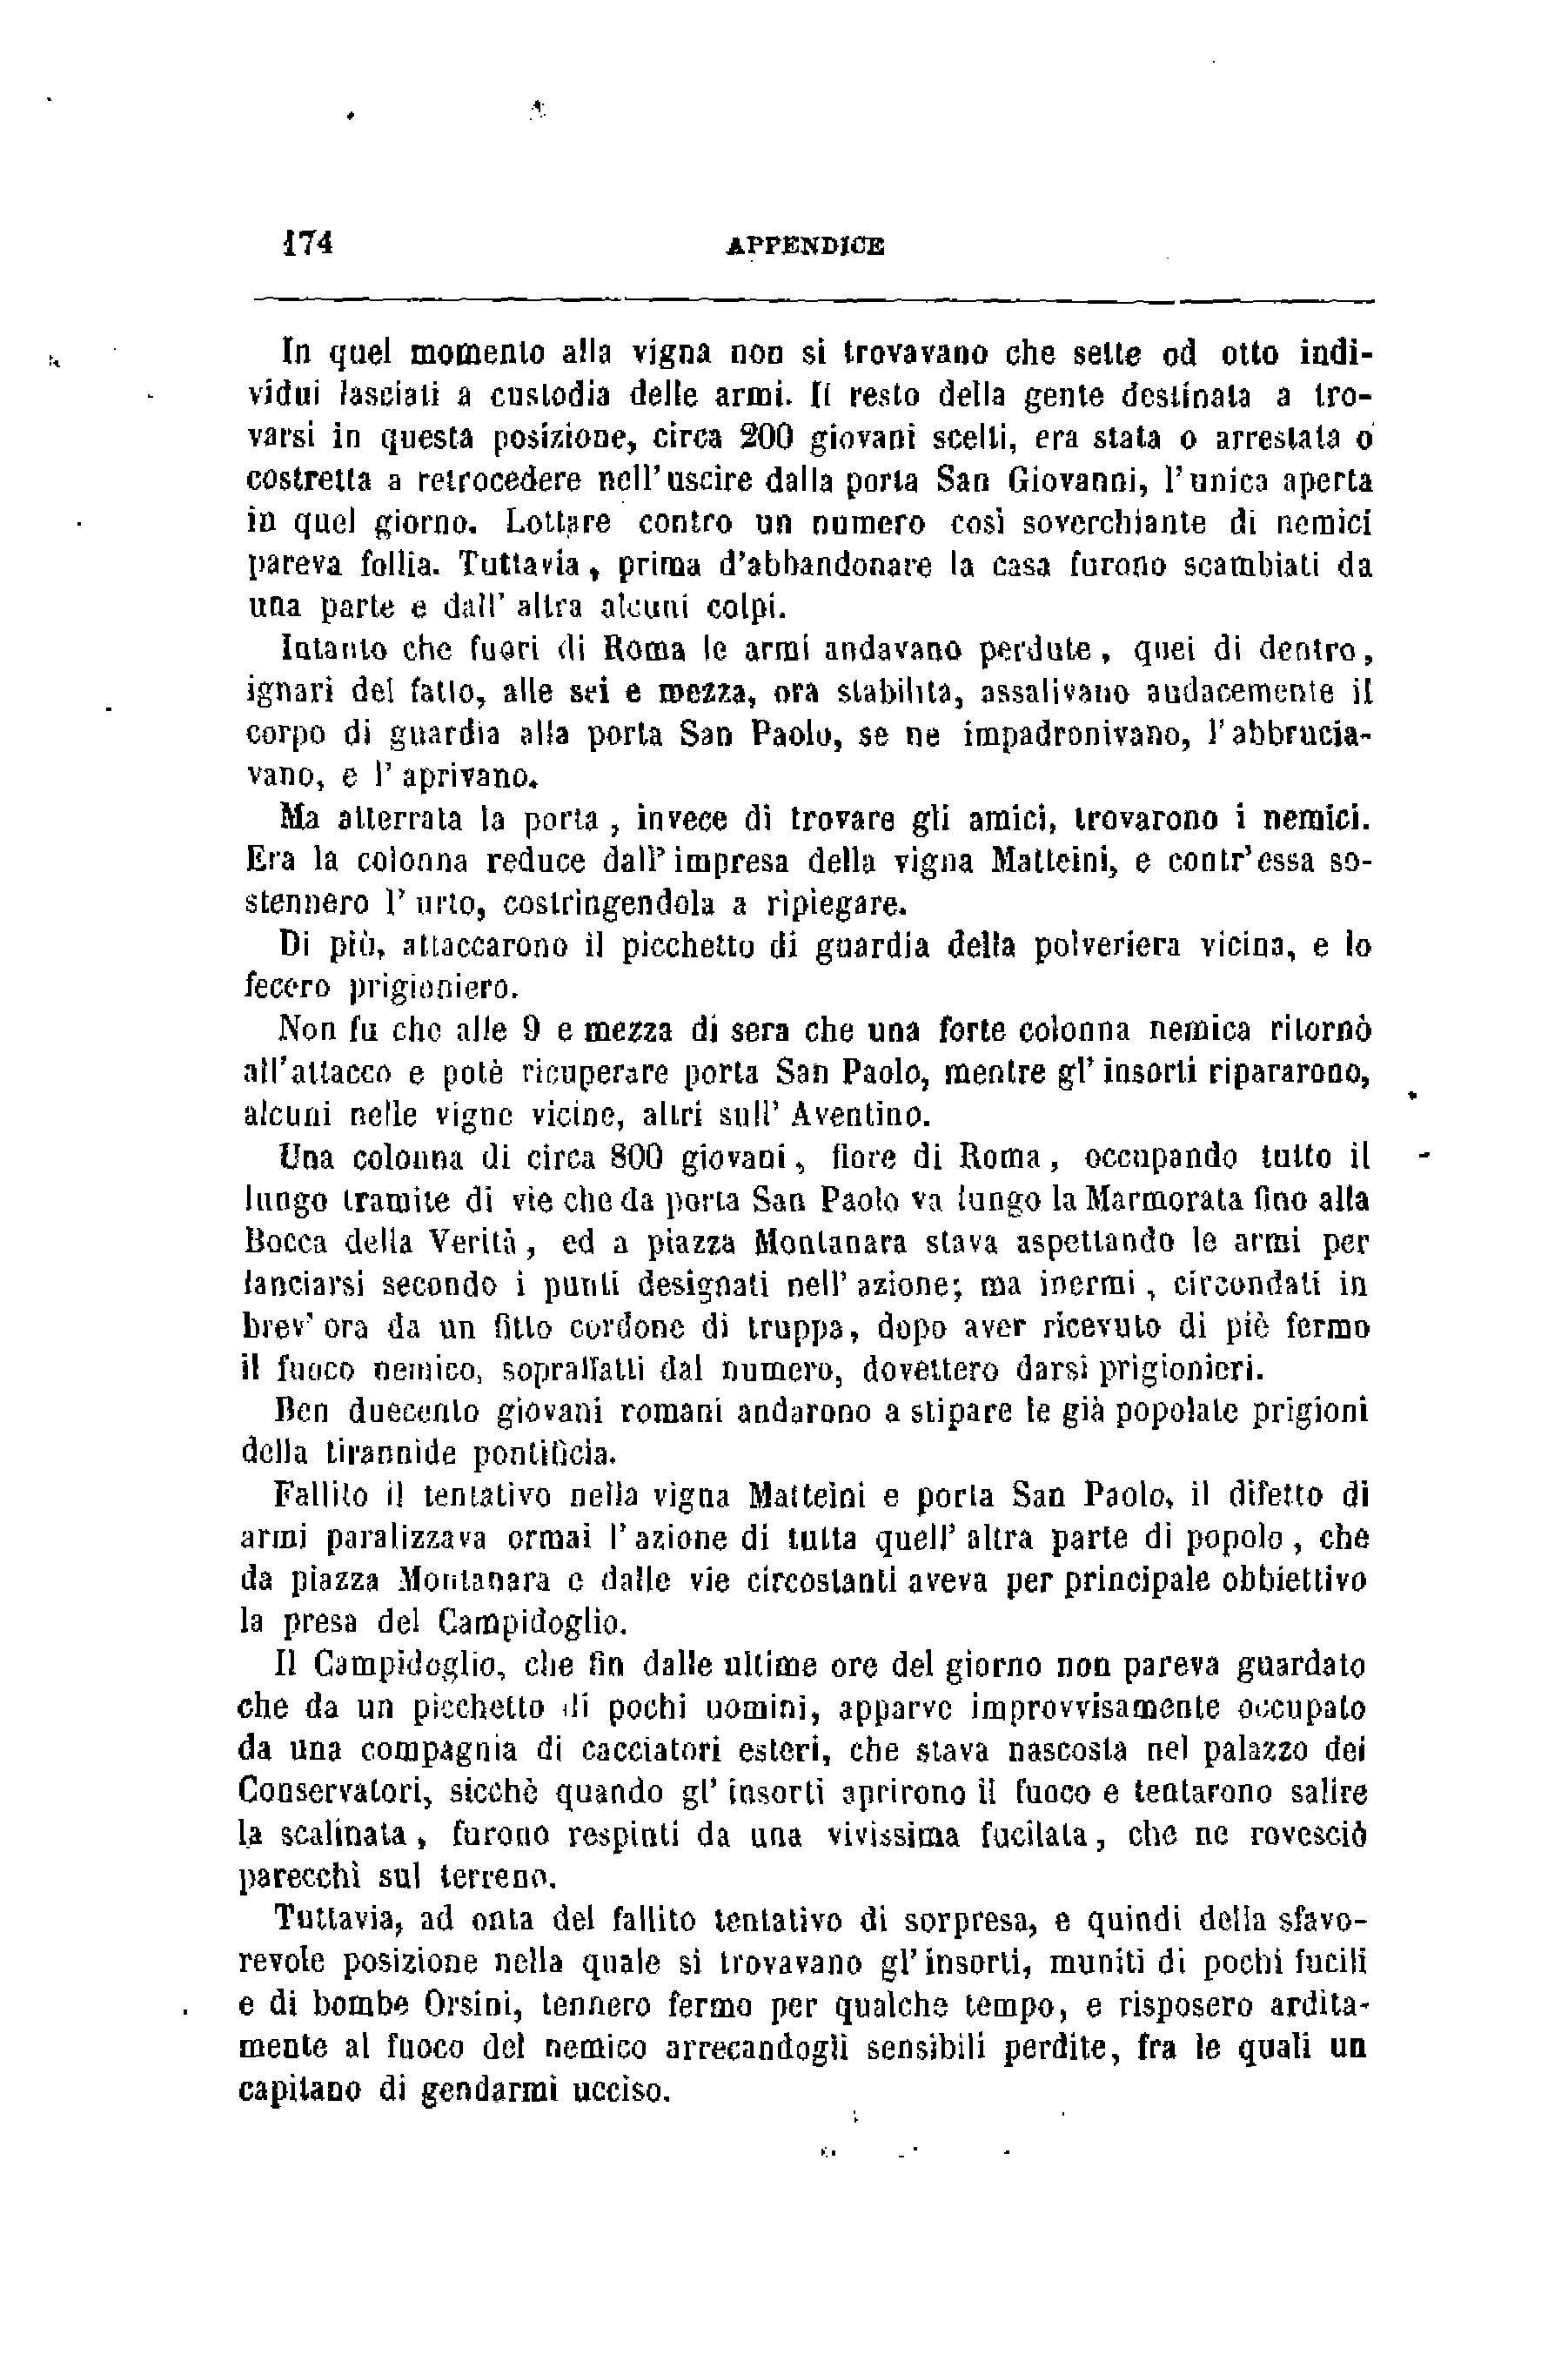 174 APPENDICE
In quel momento alla vigna non si trovavano che sette od otto indi-
vidui lasciati a custodia delle armi. Il resto della gente destinata a tro-
varsi in questa posizione, circa 200 giovani scelti, era stata o arrestata o
costretta a retrocedere nell' uscire dalla porta San Giovanni, l' unica aperta
in quel giorno. Lottare contro un numero così soverchiante di nemici
pareva follia. Tuttavia, prima d'abbandonare la casa furono scambiati da
una parte e dall' altra alcuni colpi.
Intanto che fuori di Roma le armi andavano perdute, quei di dentro,
ignari del fatto, alle sei e mezza, ora stabilita, assalivano audacemente il
corpo di guardia alla porta San Paolo, se ne impadronivano, l' abbrucia-
vano, e l' aprivano.
Ma atterrata la porta, invece di trovare gli amici, trovarono i nemici.
Era la colonna reduce dall' impresa della vigna Matteini, e contr' essa so-
stennero l' urto, costringendola a ripiegare.
Di più, attaccarono il picchetto di guardia della polveriera vicina, e lo
fecero prigioniero.
Non fu che alle 9 e mezza di sera che una forte colonna nemica ritornò
all'attacco e potè ricuperare porta San Paolo, mentre gl' insorti ripararono,
alcuni nelle vigne vicine, altri sull' Aventino.
Una colonna di circa 800 giovani, fiore di Roma, occupando tutto il
lungo tramite di vie che da porta San Paolo va lungo la Marmorata fino alla
Bocca della Verità, ed a piazza Montanara stava aspettando le armi per
lanciarsi secondo i punti designati nell' azione; ma inermi, circondati in
brev' ora da un fitto cordone di truppa, dopo aver ricevuto di piè fermo
il fuoco nemico, sopraffatti dal numero, dovettero darsi prigionieri.
Ben duecento giovani romani andarono a stipare le già popolate prigioni
della tirannide pontificia.
Fallito il tentativo nella vigna Matteini e porta San Paolo, il difetto di
armi paralizzava ormai l' azione di tutta quell' altra parte di popolo, che
da piazza Montanara e dalle vie circostanti aveva per principale obbiettivo
la presa del Campidoglio.
Il Campidoglio, che fin dalle ultime ore del giorno non pareva guardato
che da un picchetto di pochi uomini, apparve improvvisamente occupato
da una compagnia di cacciatori esteri, che stava nascosta nel palazzo dei
Conservatori, sicchè quando gl' insorti aprirono il fuoco e tentarono salire
la scalinata, furono respinti da una vivissima fucilata, che ne rovesciò
parecchi sul terreno.
Tuttavia, ad onta del fallito tentativo di sorpresa, e quindi della sfavo-
revole posizione nella quale si trovavano gl' insorti, muniti di pochi fucili
e di bombe Orsini, tennero fermo per qualche tempo, e risposero ardita-
mente al fuoco del nemico arrecandogli sensibili perdite, fra le quali un
capitano di gendarmi ucciso.